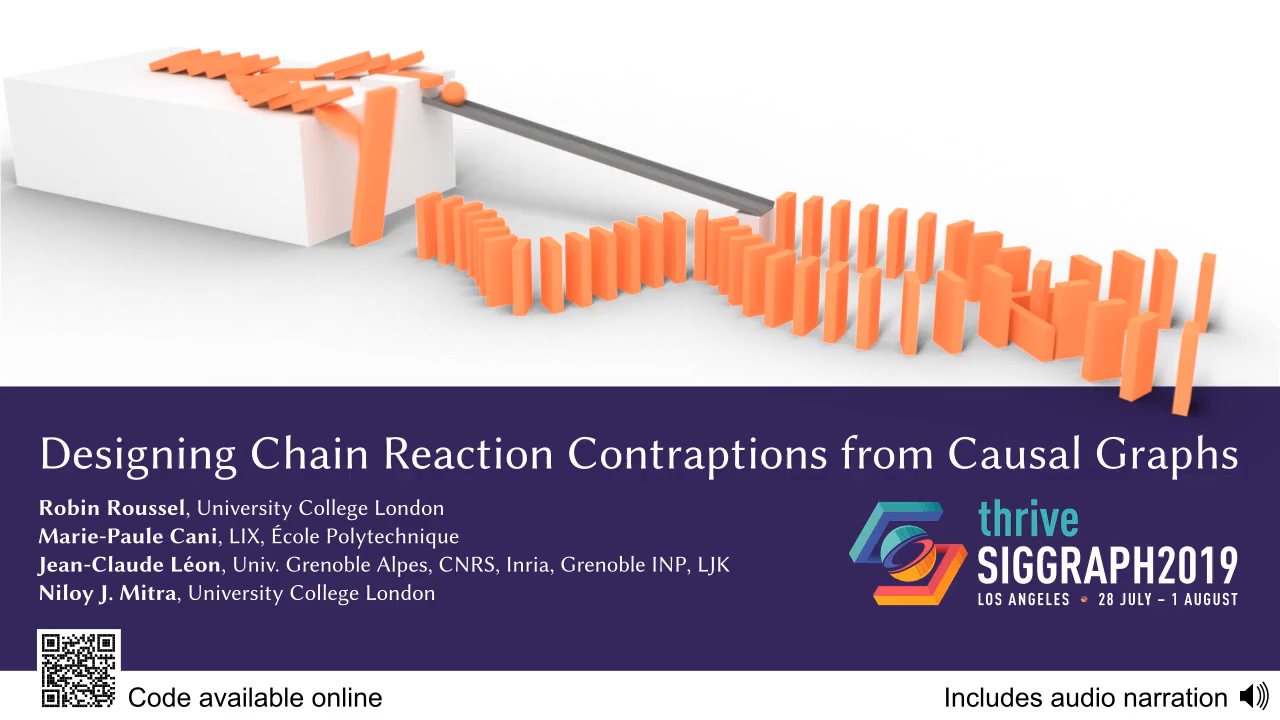 Designing Chain Reaction Contraptions from Causal Graphs
Robin Roussel, University College London
Marie-Paule Cani, LIX, École Polytechnique
Jean-Claude Léon, Univ. Grenoble Alpes, CNRS, Inria, Grenoble INP, LJK
Niloy J. Mitra, University College London
thrive
SIGGRAPH2019
LOS ANGELES • 28 JULY – 1 AUGUST
Code available online
Includes audio narration